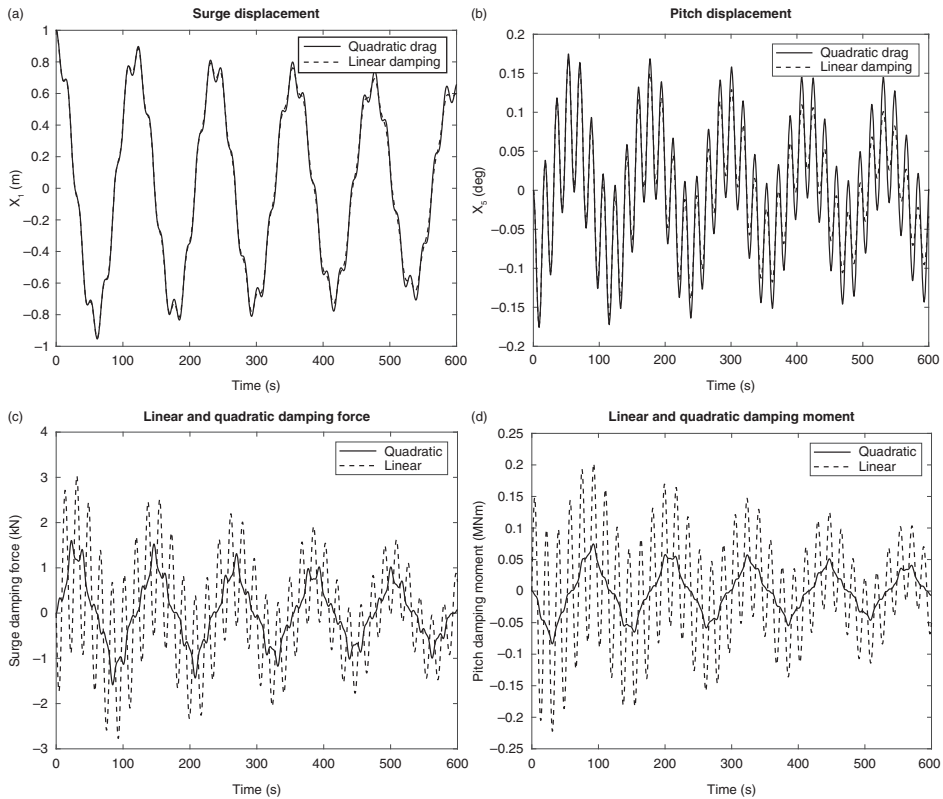 (a)
Surge displacement
1
0.8
0.6
0.4
0.2
0
−0.2
−0.4
−0.6
−0.8
−1
X1 (m)
Quadratic drag
Linear damping
0 100 200 300 400 500 600
Time (s)
(b)
Pitch displacement
0.2
0.15
0.1
0.05
0
−0.05
−0.1
−0.15
−0.2
X5 (deg)
Quadratic drag
Linear damping
0 100 200 300 400 500 600
Time (s)
(c)
Linear and quadratic damping force
4
3
2
1
0
−1
−2
−3
Surge damping force (kN)
Quadratic
Linear
0 100 200 300 400 500 600
Time (s)
(d)
Linear and quadratic damping moment
0.25
0.2
0.15
0.1
0.05
0
−0.05
−0.1
−0.15
−0.2
−0.25
Pitch damping moment (MNm)
Quadratic
Linear
0 100 200 300 400 500 600
Time (s)